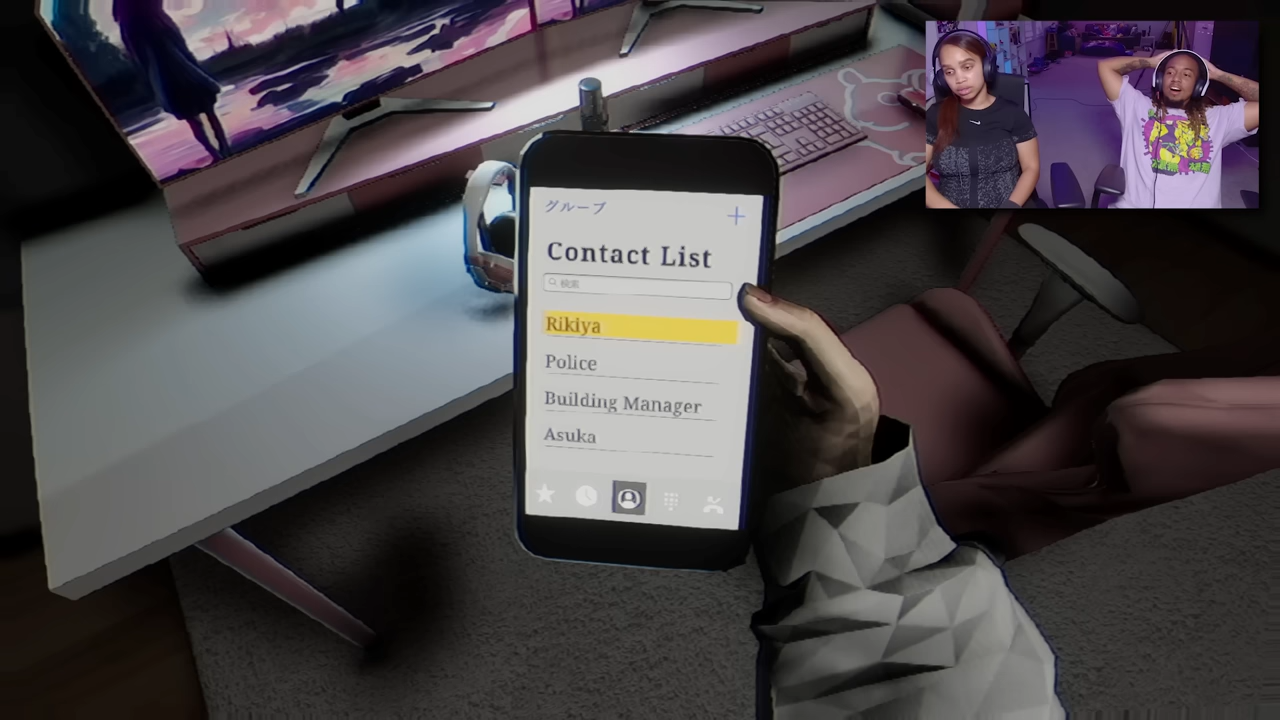 グループ
+
Contact List
検索
Rikiya
Police
Building Manager
Asuka